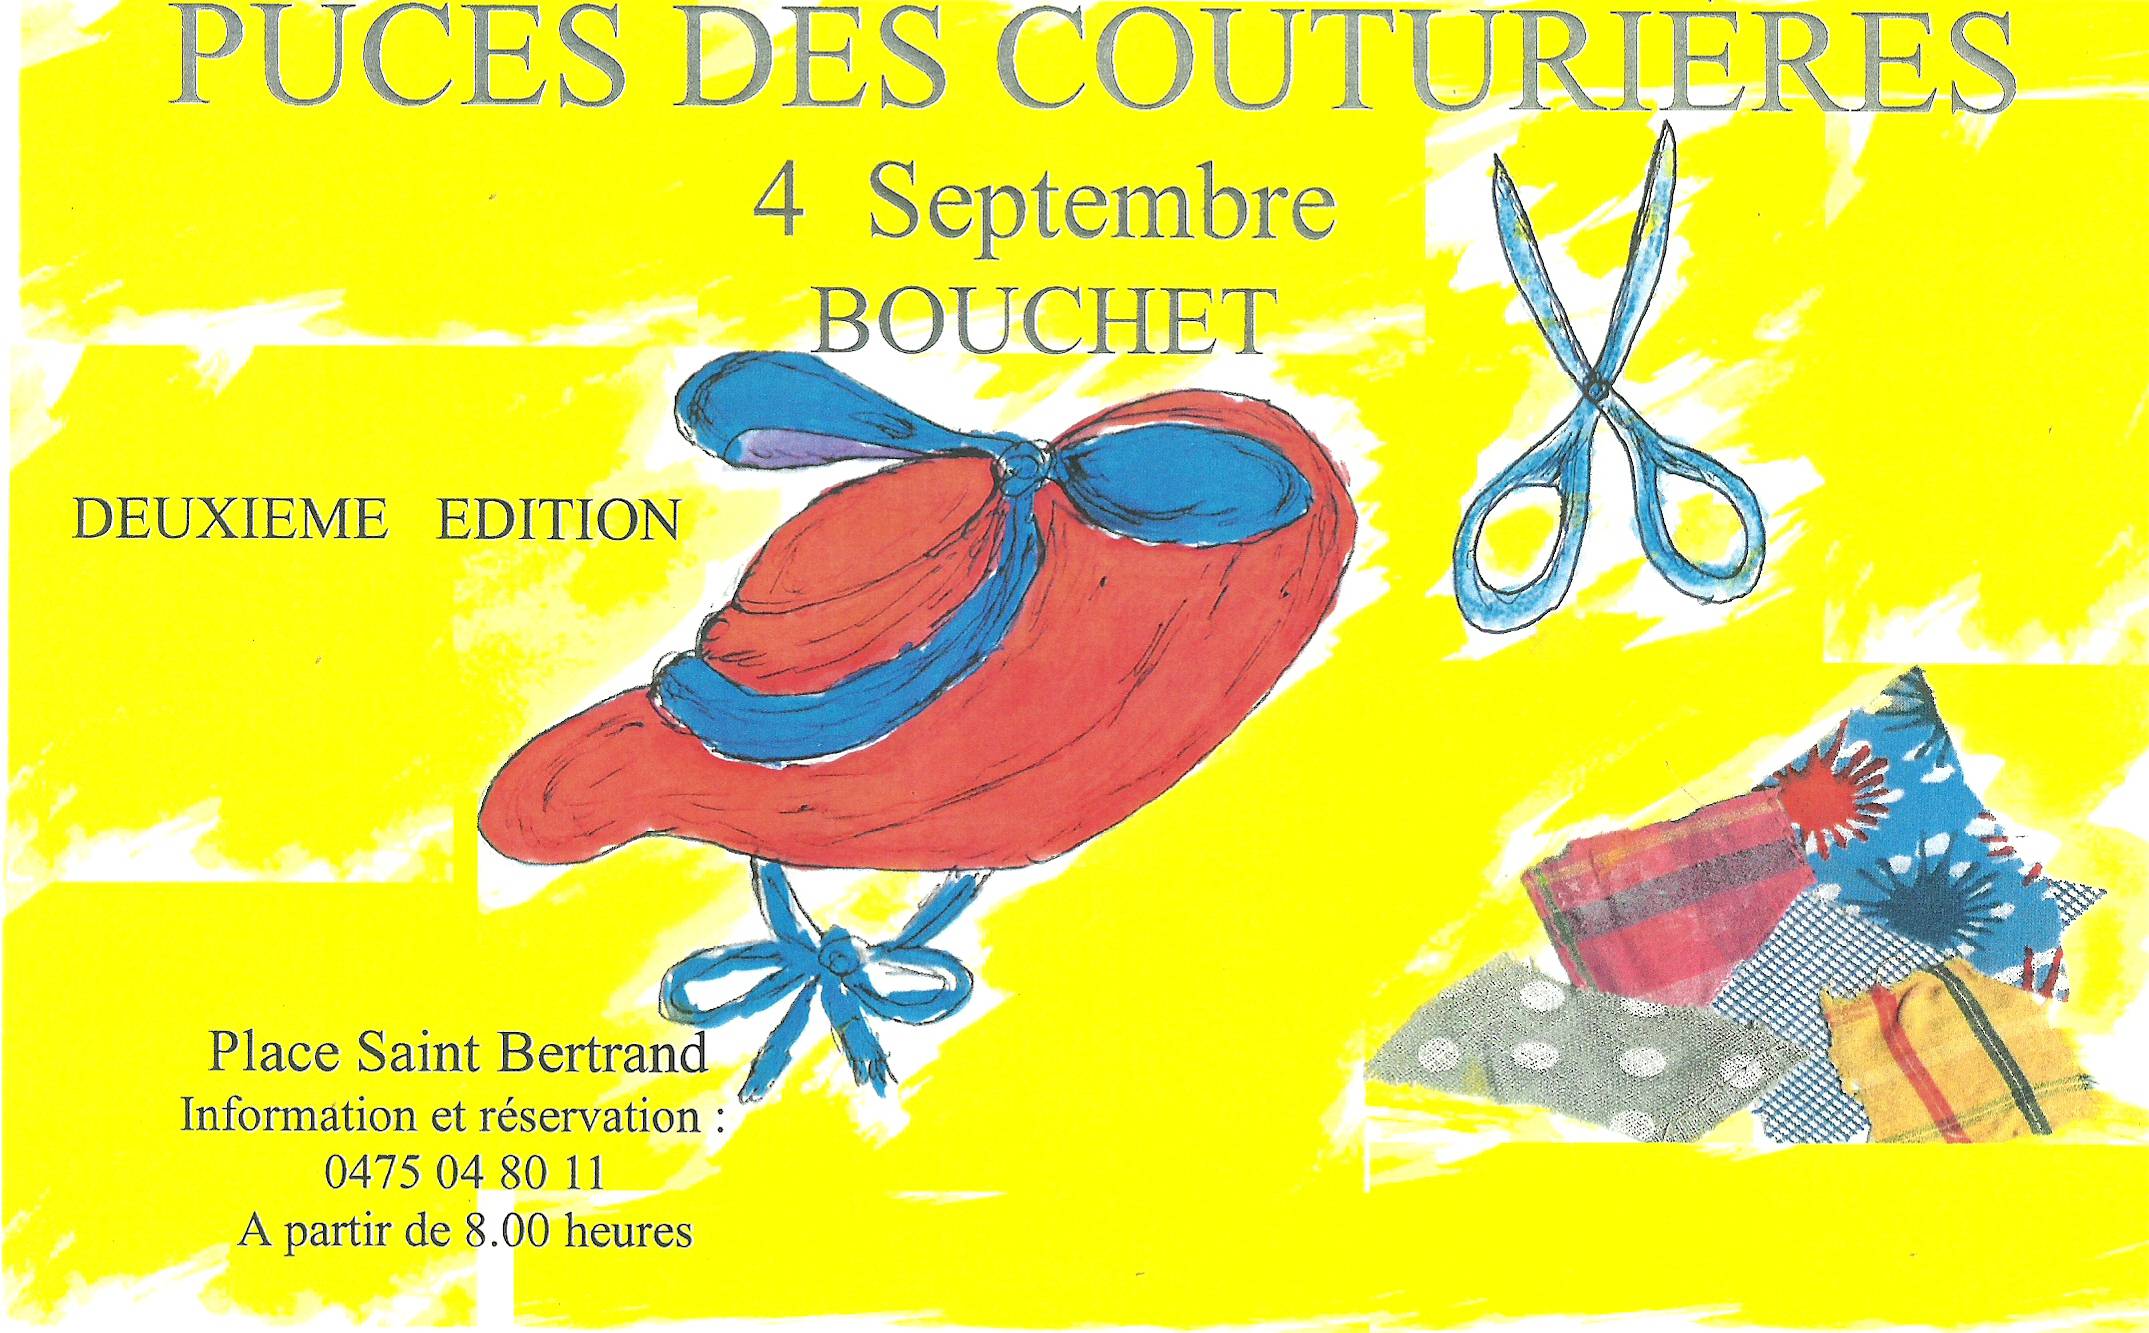 PUCES DES COUTURIÈRES
4 Septembre
BOUCHET
DEUXIEME EDITION
Place Saint Bertrand
Information et réservation :
0475 04 80 11
A partir de 8.00 heures